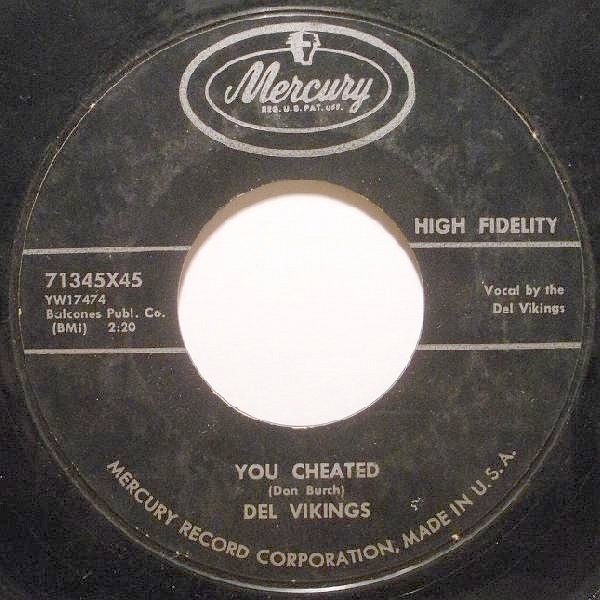 Mercury
REG. U.S. PAT. OFF.
HIGH FIDELITY
71345X45
YW17474
Balcones Publ. Co.
(BMI) 2:20
Vocal by the
Del Vikings
YOU CHEATED
(Don Burch)
DEL VIKINGS
MERCURY RECORD CORPORATION, MADE IN U.S.A.